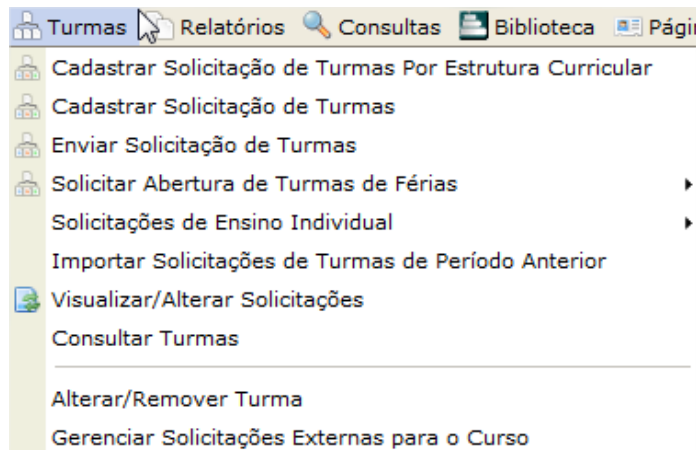 Turmas Relatórios Consultas Biblioteca Págin
Cadastrar Solicitação de Turmas Por Estrutura Curricular
Cadastrar Solicitação de Turmas
Enviar Solicitação de Turmas
Solicitar Abertura de Turmas de Férias
Solicitações de Ensino Individual
Importar Solicitações de Turmas de Período Anterior
Visualizar/Alterar Solicitações
Consultar Turmas
Alterar/Remover Turma
Gerenciar Solicitações Externas para o Curso